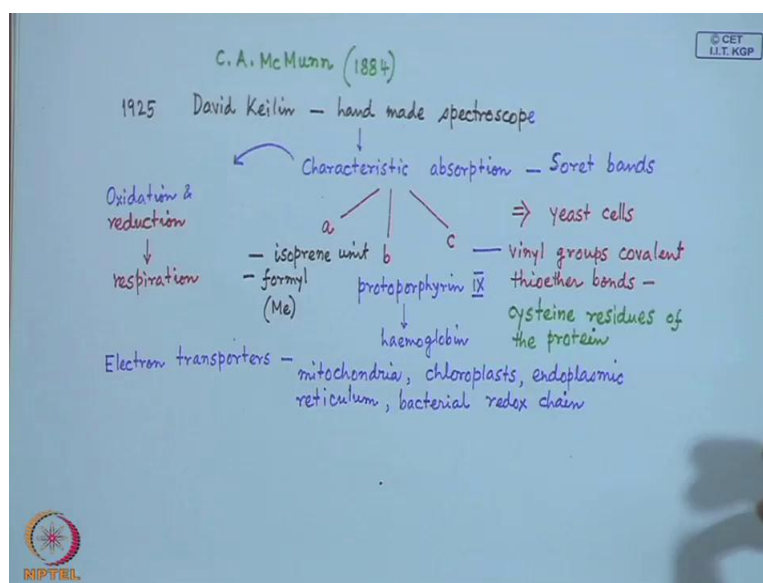 © CET
I.I.T. KGP
C. A. McMunn (1884)
1925 David Keilin – hand made spectroscope
Characteristic absorption – Soret bands
Oxidation &
reduction
respiration
a
– isoprene unit
– formyl
(Me)
b
protoporphyrin IX
haemoglobin
c
⇒ yeast cells
– vinyl groups covalent
thioether bonds –
cysteine residues of
the protein
Electron transporters –
mitochondria, chloroplasts, endoplasmic
reticulum, bacterial redox chain
NPTEL